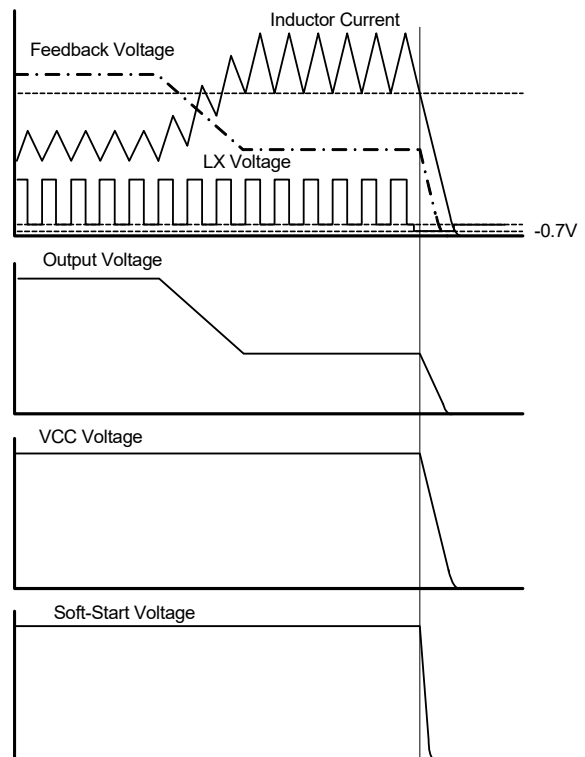 Inductor Current
Feedback Voltage
LX Voltage
-0.7V
Output Voltage
VCC Voltage
Soft-Start Voltage